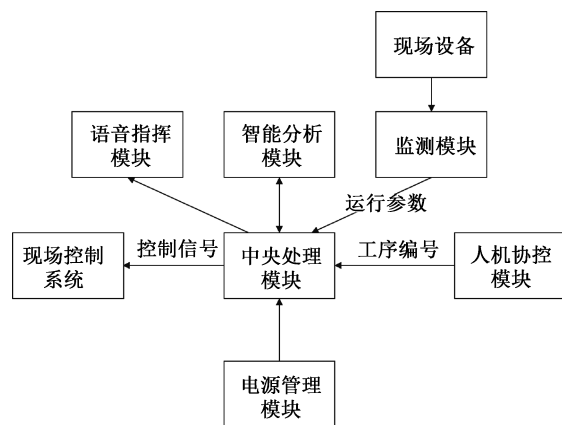 现场设备
语音指挥
模块
智能分析
模块
监测模块
运行参数
现场控制
系统
控制信号
中央处理
模块
工序编号
人机协控
模块
电源管理
模块